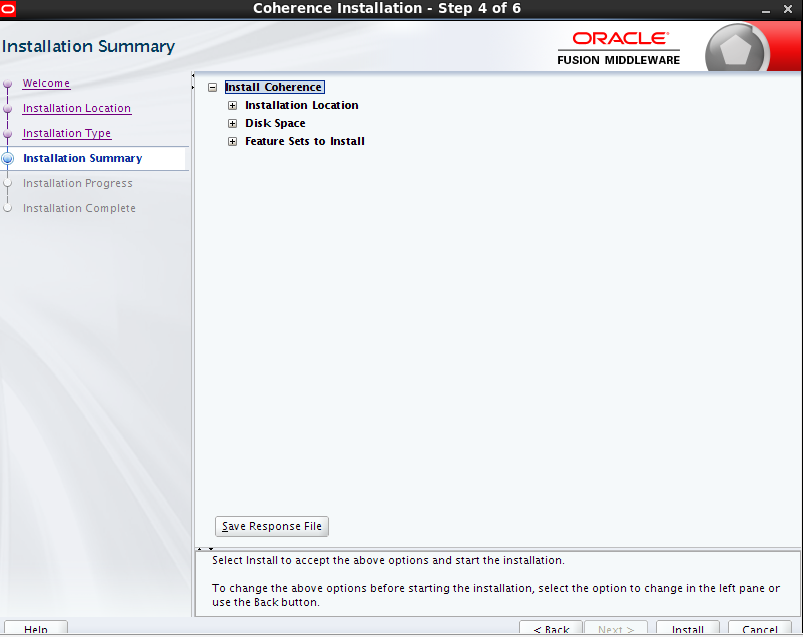 Coherence Installation - Step 4 of 6
Installation Summary
ORACLE®
FUSION MIDDLEWARE
Welcome
Installation Location
Installation Type
Installation Summary
Installation Progress
Installation Complete
Install Coherence
Installation Location
Disk Space
Feature Sets to Install
Save Response File
Select Install to accept the above options and start the installation.
To change the above options before starting the installation, select the option to change in the left pane or
use the Back button.
Help
< Back
Next >
Install
Cancel